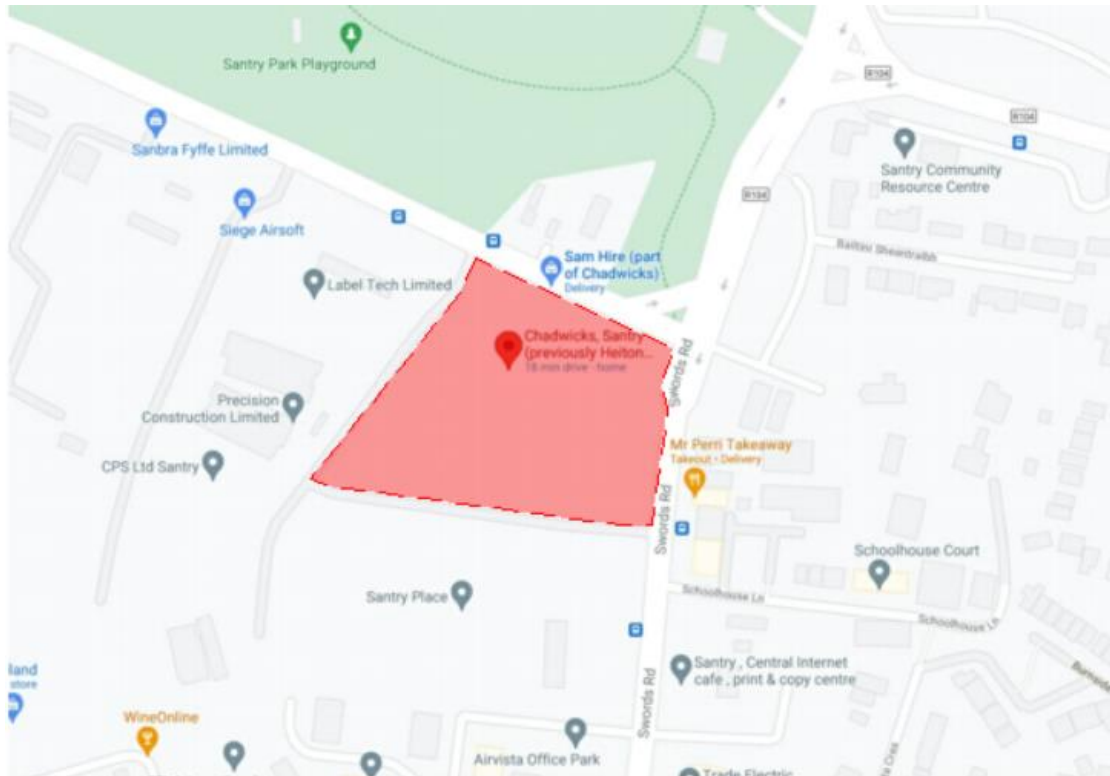 Santry Park Playground
R104
R104
Sanbra Fyffe Limited
Santry Community
Resource Centre
R104
Siege Airsoft
Sam Hire (part
of Chadwicks)
Delivery
Label Tech Limited
Chadwicks, Santry
(previously Heiton...
18 min drive - home
Swords Rd
Precision
Construction Limited
Mr Perri Takeaway
Takeout • Delivery
CPS Ltd Santry
Swords Rd
Schoolhouse Court
Santry Place
Schoolhouse Ln
Schoolhouse Ln
Santry , Central Internet
cafe , print & copy centre
land
store
Swords Rd
WineOnline
Airvista Office Park
Trade Electric